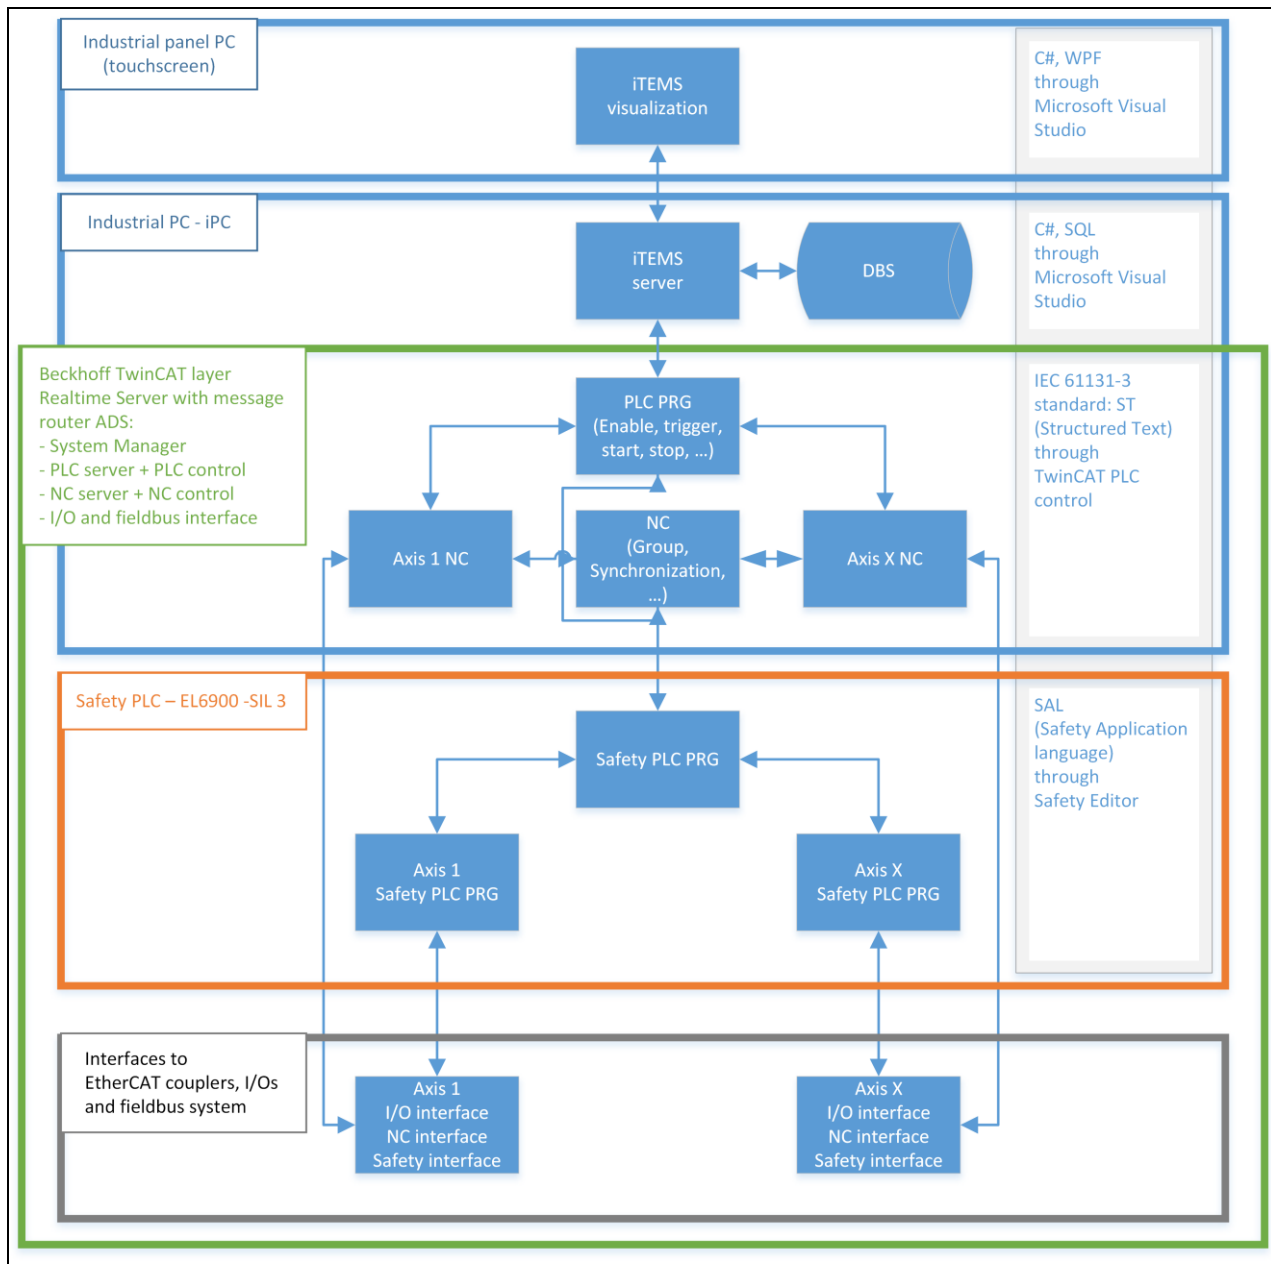 Industrial panel PC
(touchscreen)
iTEMS
visualization
C#, WPF
through
Microsoft Visual
Studio
Industrial PC - iPC
iTEMS
server
DBS
C#, SQL
through
Microsoft Visual
Studio
Beckhoff TwinCAT layer
Realtime Server with message
router ADS:
- System Manager
- PLC server + PLC control
- NC server + NC control
- I/O and fieldbus interface
PLC PRG
(Enable, trigger,
start, stop, ...)
IEC 61131-3
standard: ST
(Structured Text)
through
TwinCAT PLC
control
Axis 1 NC
NC
(Group,
Synchronization,
...)
Axis X NC
Safety PLC – EL6900 -SIL 3
Safety PLC PRG
SAL
(Safety Application
language)
through
Safety Editor
Axis 1
Safety PLC PRG
Axis X
Safety PLC PRG
Interfaces to
EtherCAT couplers, I/Os
and fieldbus system
Axis 1
I/O interface
NC interface
Safety interface
Axis X
I/O interface
NC interface
Safety interface